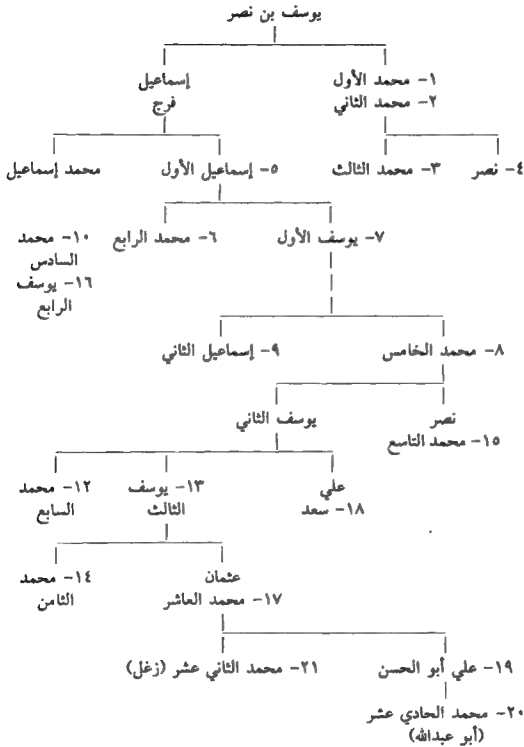 يوسف بن نصر
١- محمد الأول
٢- محمد الثاني
إسماعيل
فرج
٤- نصر
٣- محمد الثالث
٥- إسماعيل الأول
محمد إسماعيل
٧- يوسف الأول
٦- محمد الرابع
١٠- محمد
السادس
١٦- يوسف
الرابع
٨- محمد الخامس
٩- إسماعيل الثاني
نصر
١٥- محمد التاسع
يوسف الثاني
علي
١٨- سعد
١٣- يوسف
الثالث
١٢- محمد
السابع
عثمان
١٧- محمد العاشر
١٤- محمد
الثامن
١٩- علي أبو الحسن
٢١- محمد الثاني عشر (زغل)
٢٠- محمد الحادي عشر
(أبو عبدالله)